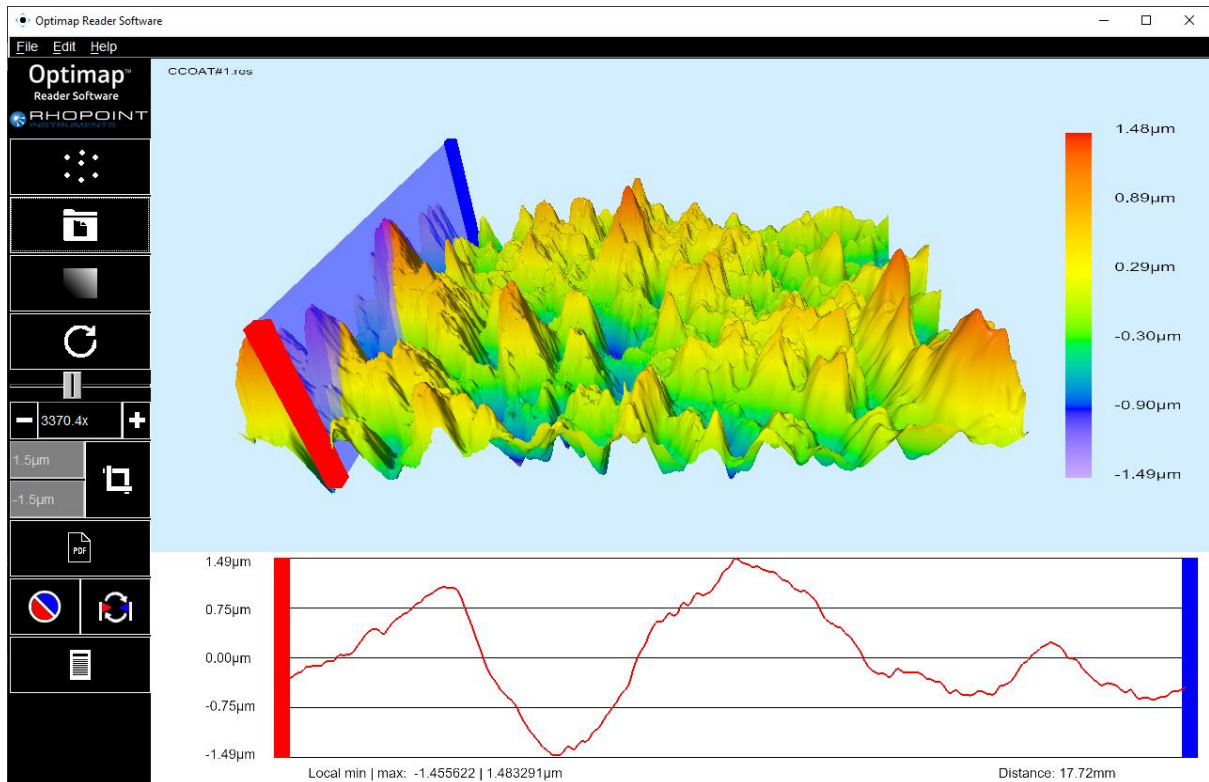 Optimap Reader Software
File Edit Help
Optimap™
Reader Software
RHOPOINT
INSTRUMENTS
3370.4x
1.5µm
-1.5µm
PDF
CCOAT#1.res
1.48µm
0.89µm
0.29µm
-0.30µm
-0.90µm
-1.49µm
1.49µm
0.75µm
0.00µm
-0.75µm
-1.49µm
Local min | max: -1.455622 | 1.483291µm
Distance: 17.72mm